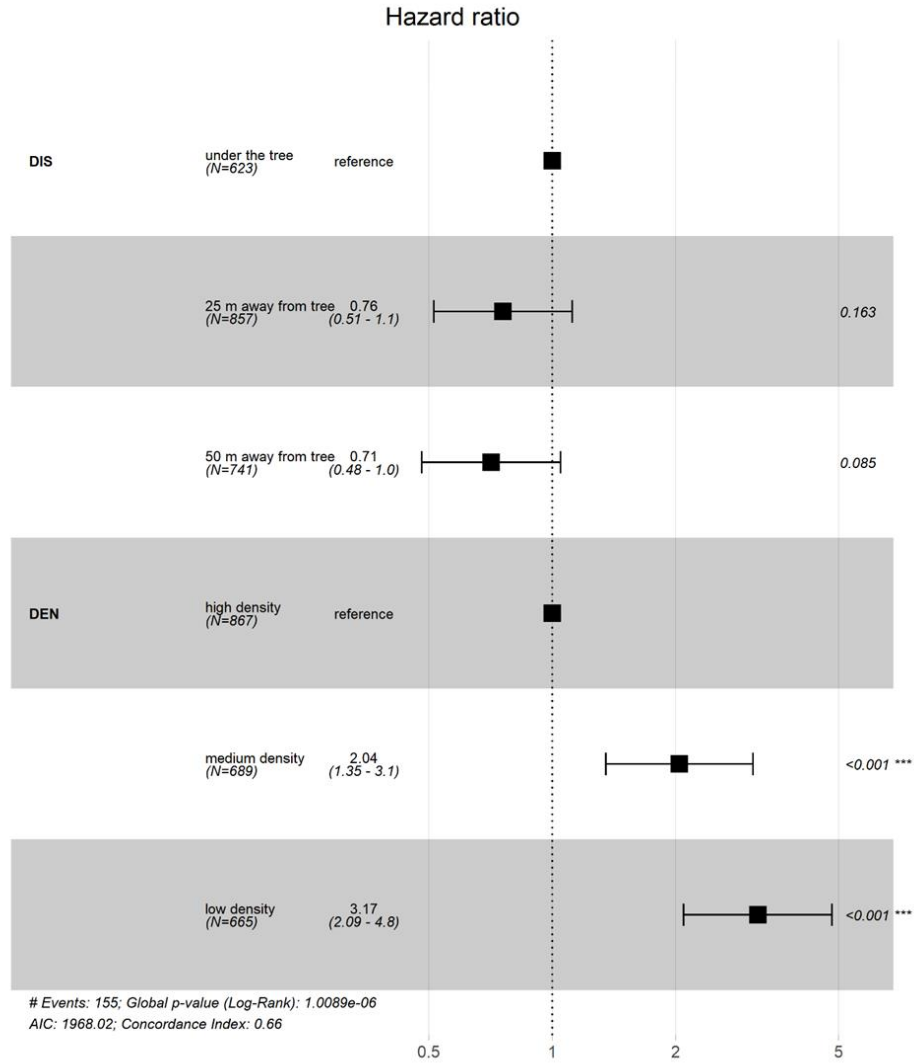 Hazard ratio
DIS under the tree reference
(N=623)
25 m away from tree 0.76
(N=857) (0.51 - 1.1) 0.163
50 m away from tree 0.71
(N=741) (0.48 - 1.0) 0.085
DEN high density reference
(N=867)
medium density 2.04
(N=689) (1.35 - 3.1) <0.001 ***
low density 3.17
(N=665) (2.09 - 4.8) <0.001 ***
# Events: 155; Global p-value (Log-Rank): 1.0089e-06
AIC: 1968.02; Concordance Index: 0.66
0.5 1 2 5